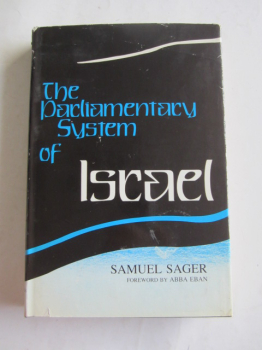 The
Parliamentary
System
of
Israel
SAMUEL SAGER
FOREWORD BY ABBA EBAN